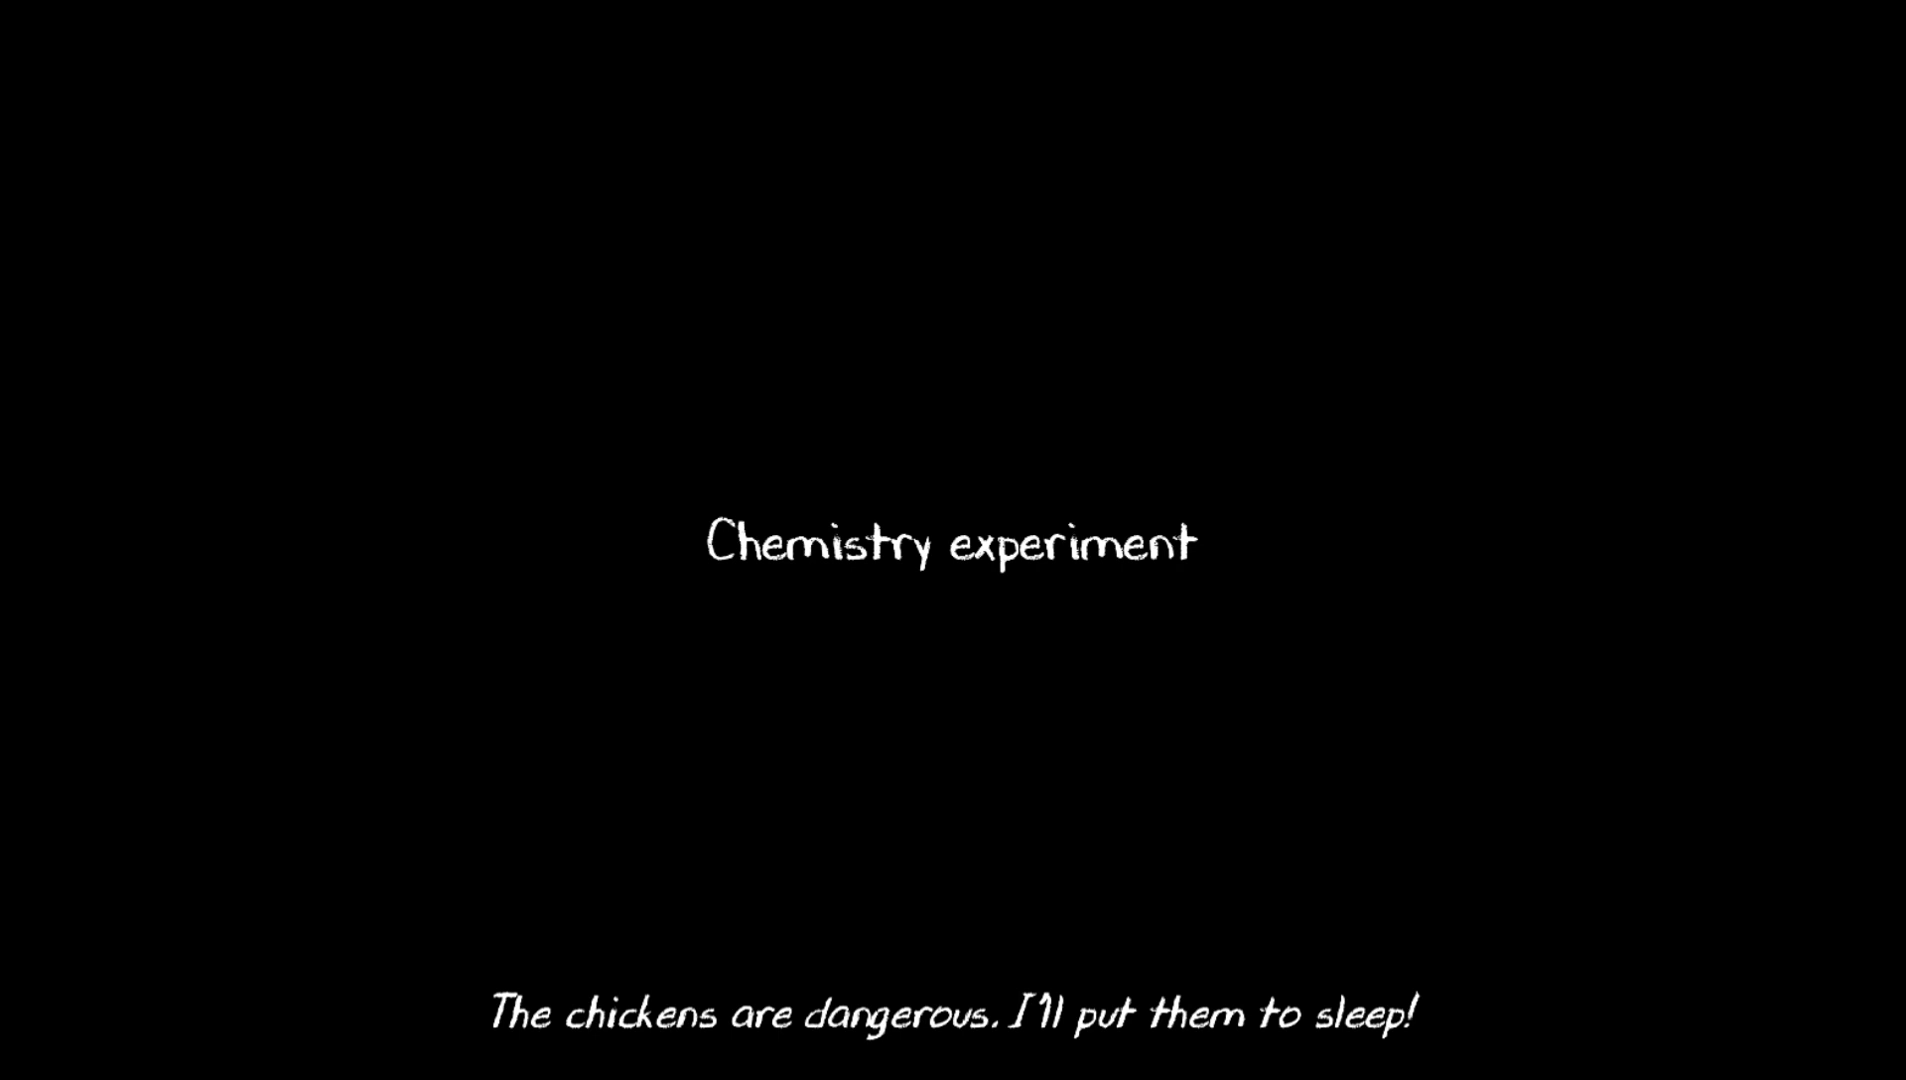 Chemistry experiment
The chickens are dangerous. I'll put them to sleep!